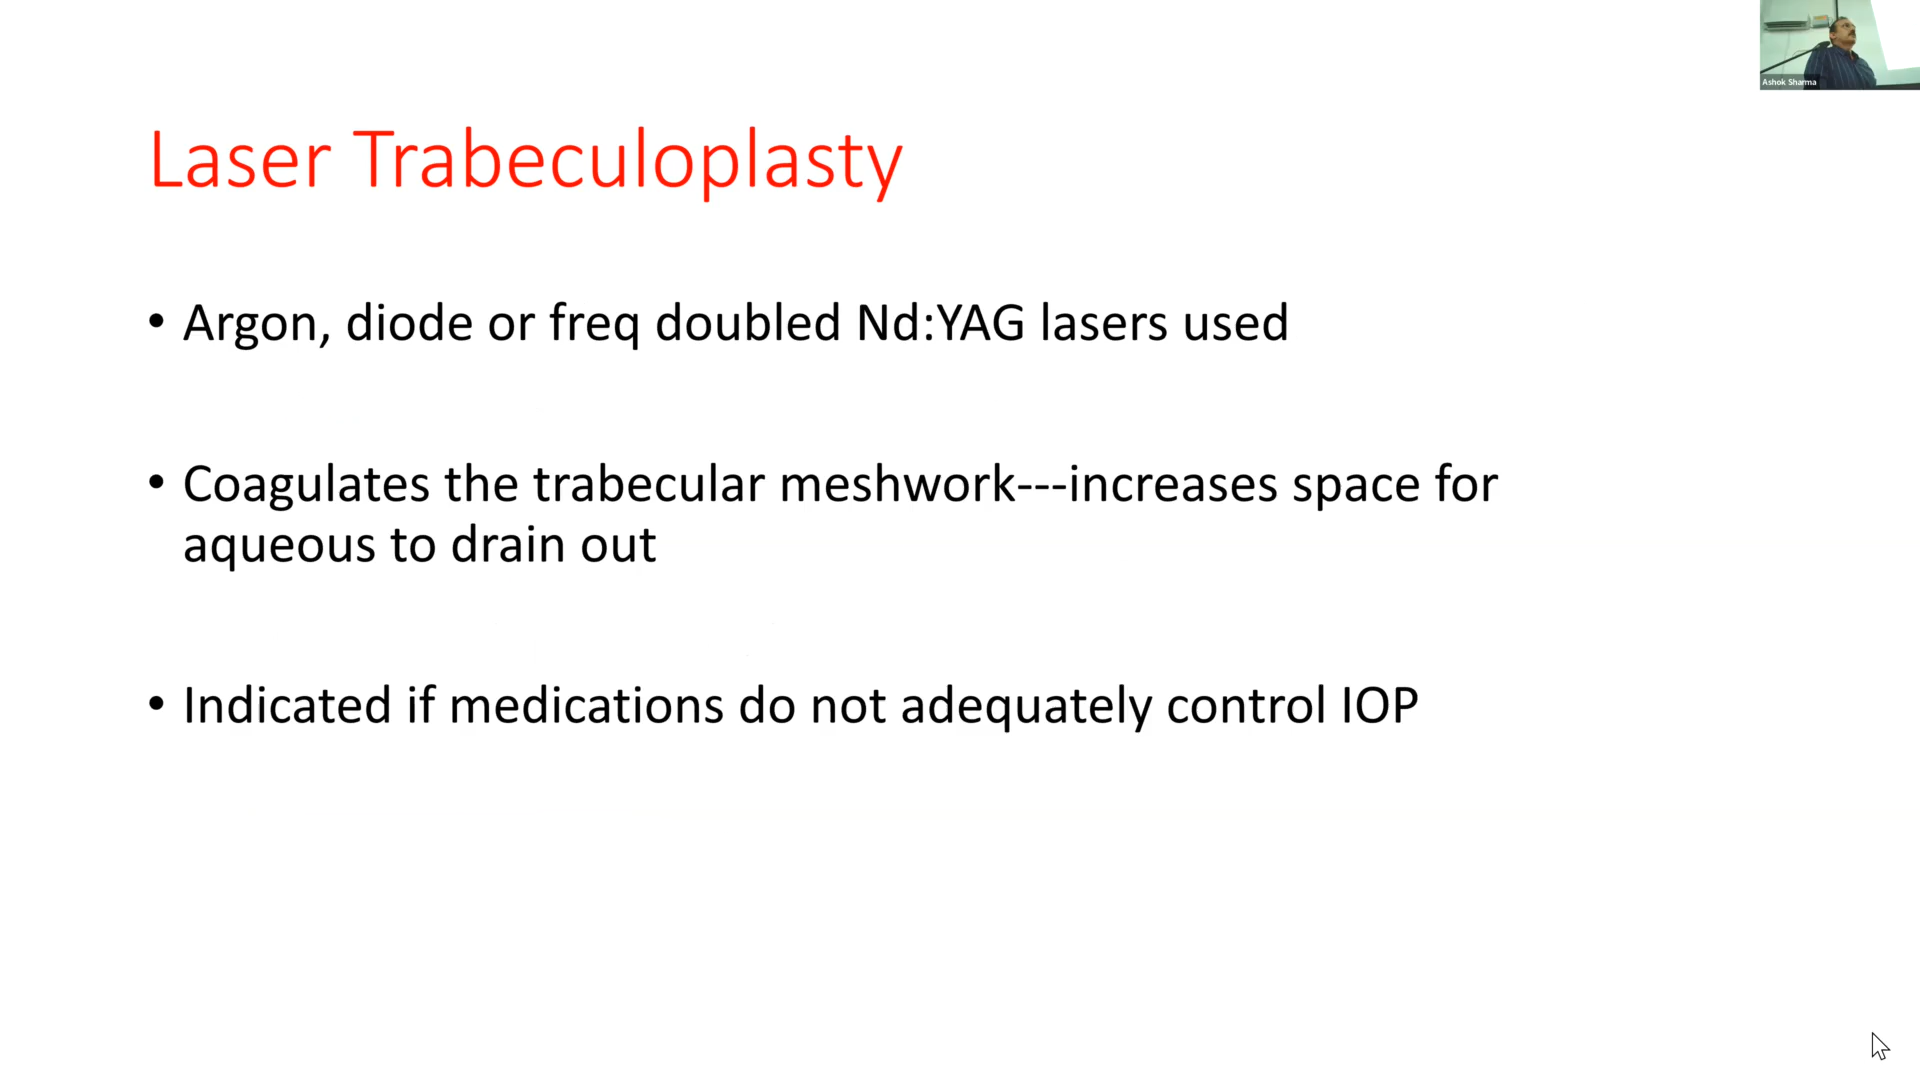 Ashok Sharma
Laser Trabeculoplasty
• Argon, diode or freq doubled Nd:YAG lasers used
• Coagulates the trabecular meshwork---increases space for
aqueous to drain out
• Indicated if medications do not adequately control IOP